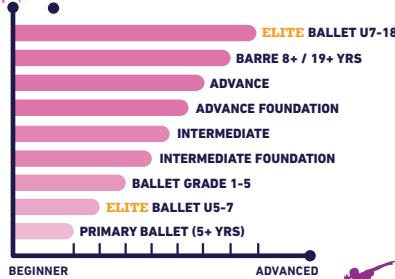 ELITE BALLET U7-18
BARRE 8+ / 19+ YRS
ADVANCE
ADVANCE FOUNDATION
INTERMEDIATE
INTERMEDIATE FOUNDATION
BALLET GRADE 1-5
ELITE BALLET U5-7
PRIMARY BALLET (5+ YRS)
BEGINNER ADVANCED